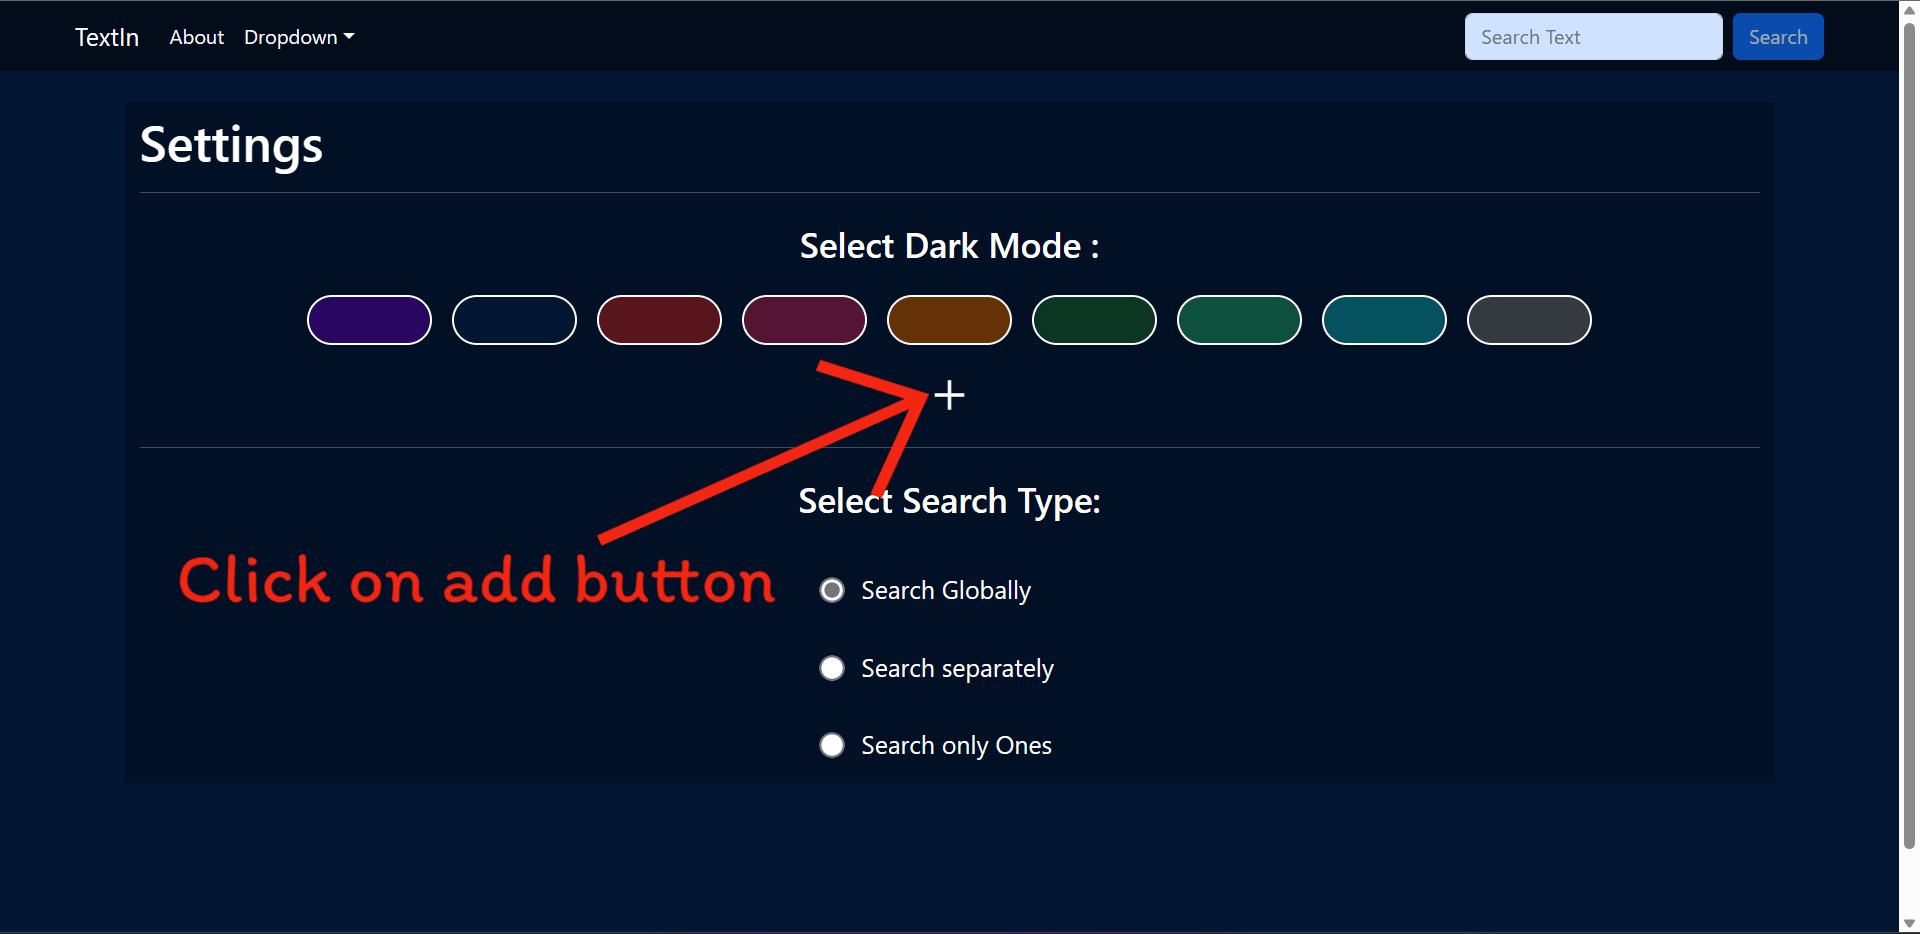 TextIn About Dropdown Search Text Search
Settings
Select Dark Mode :
Select Search Type:
Click on add button
Search Globally
Search separately
Search only Ones